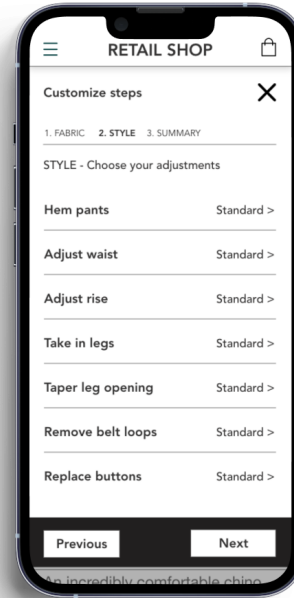 RETAIL SHOP
Customize steps
1. FABRIC 2. STYLE 3. SUMMARY
STYLE - Choose your adjustments
Hem pants Standard >
Adjust waist Standard >
Adjust rise Standard >
Take in legs Standard >
Taper leg opening Standard >
Remove belt loops Standard >
Replace buttons Standard >
Previous Next
An incredibly comfortable chino